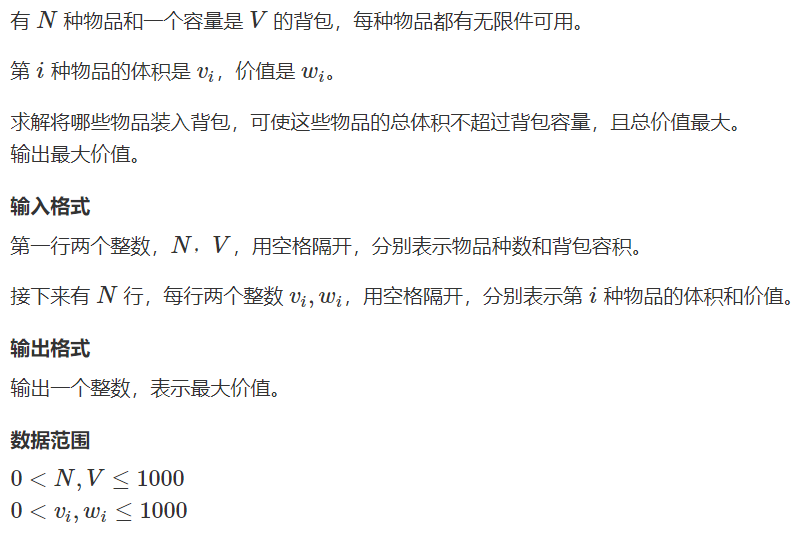 有 N 种物品和一个容量是 V 的背包，每种物品都有无限件可用。
第 i 种物品的体积是 vᵢ，价值是 wᵢ。
求解将哪些物品装入背包，可使这些物品的总体积不超过背包容量，且总价值最大。
输出最大价值。
输入格式
第一行两个整数，N，V，用空格隔开，分别表示物品种数和背包容积。
接下来有 N 行，每行两个整数 vᵢ, wᵢ，用空格隔开，分别表示第 i 种物品的体积和价值。
输出格式
输出一个整数，表示最大价值。
数据范围
0 < N, V ≤ 1000
0 < vᵢ, wᵢ ≤ 1000